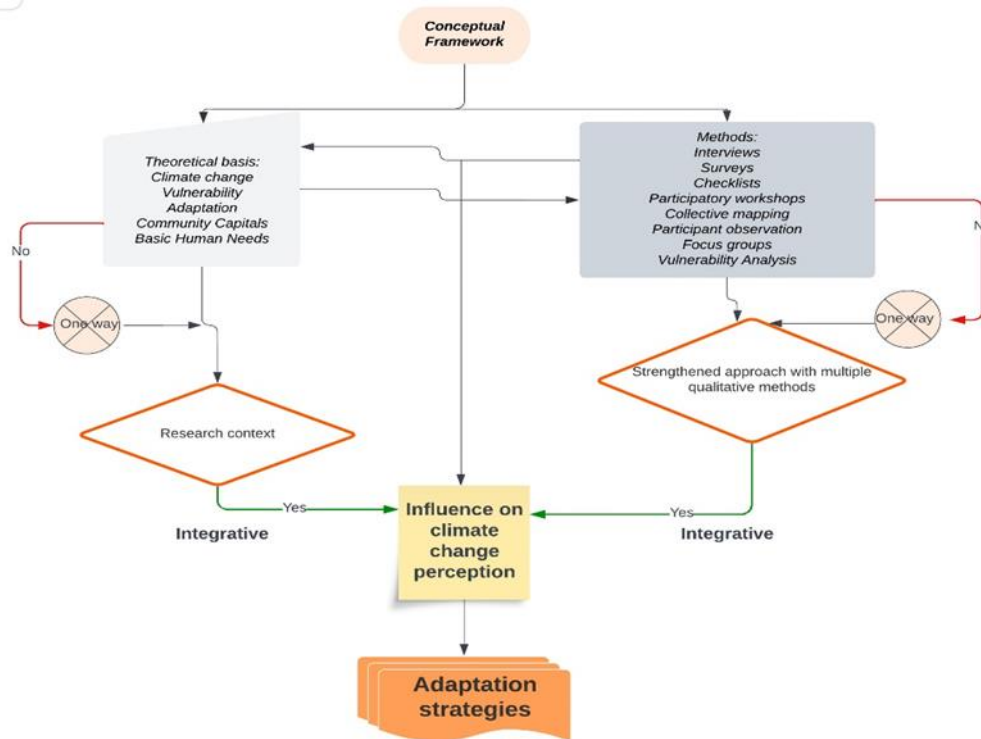 Conceptual
Framework
Theoretical basis:
Climate change
Vulnerability
Adaptation
Community Capitals
Basic Human Needs
Methods:
Interviews
Surveys
Checklists
Participatory workshops
Collective mapping
Participant observation
Focus groups
Vulnerability Analysis
No
N
One way
One way
Strengthened approach with multiple
qualitative methods
Research context
Yes
Integrative
Influence on
climate
change
perception
Yes
Integrative
Adaptation
strategies